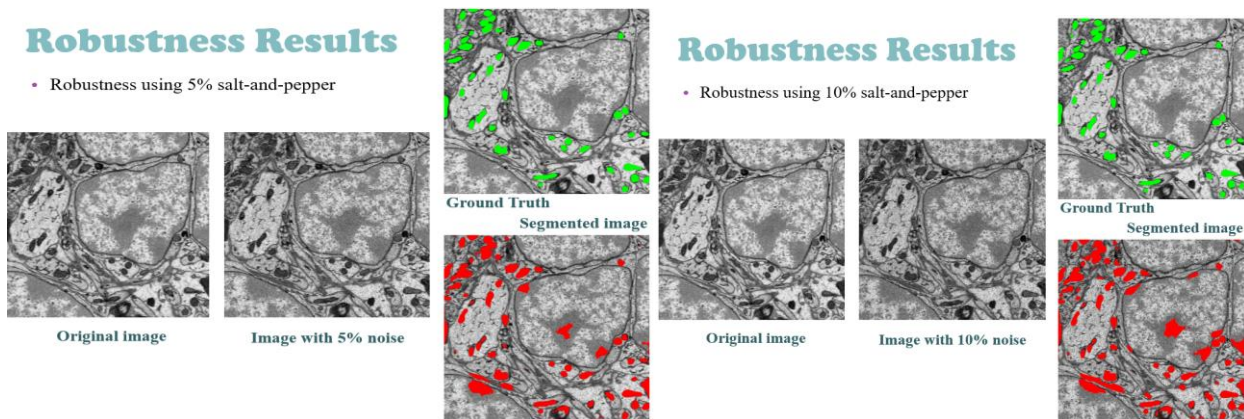 Robustness Results
• Robustness using 5% salt-and-pepper
Ground Truth
Segmented image
Original image
Image with 5% noise
Robustness Results
• Robustness using 10% salt-and-pepper
Ground Truth
Segmented image
Original image
Image with 10% noise